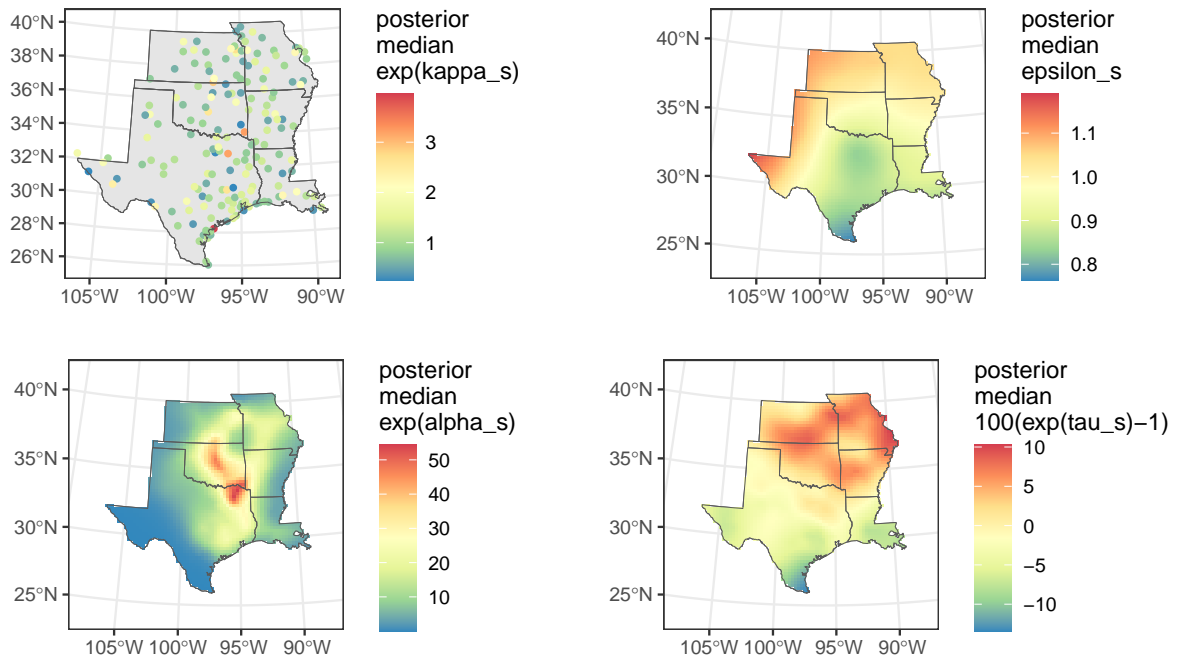 posterior
median
exp(kappa_s)
40°N
38°N
36°N
34°N
32°N
30°N
28°N
26°N
3
2
1
105°W 100°W 95°W 90°W
posterior
median
epsilon_s
40°N
35°N
30°N
25°N
1.1
1.0
0.9
0.8
105°W 100°W 95°W 90°W
posterior
median
exp(alpha_s)
40°N
35°N
30°N
25°N
50
40
30
20
10
105°W 100°W 95°W 90°W
posterior
median
100(exp(tau_s)−1)
40°N
35°N
30°N
25°N
10
5
0
−5
−10
105°W 100°W 95°W 90°W